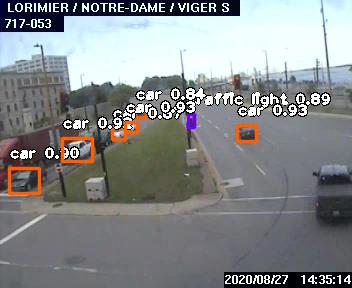 LORIMIER / NOTRE-DAME / VIGER S
717-053
car 0.84
car 0.93
traffic light 0.89
car 0.93
car 0.90
2020/08/27 14:35:14